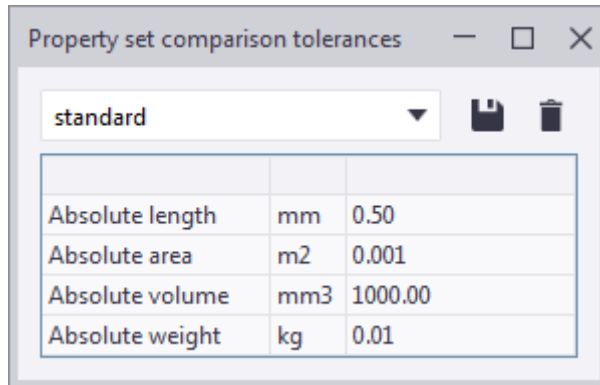 Property set comparison tolerances
standard
Absolute length mm 0.50
Absolute area m2 0.001
Absolute volume mm3 1000.00
Absolute weight kg 0.01